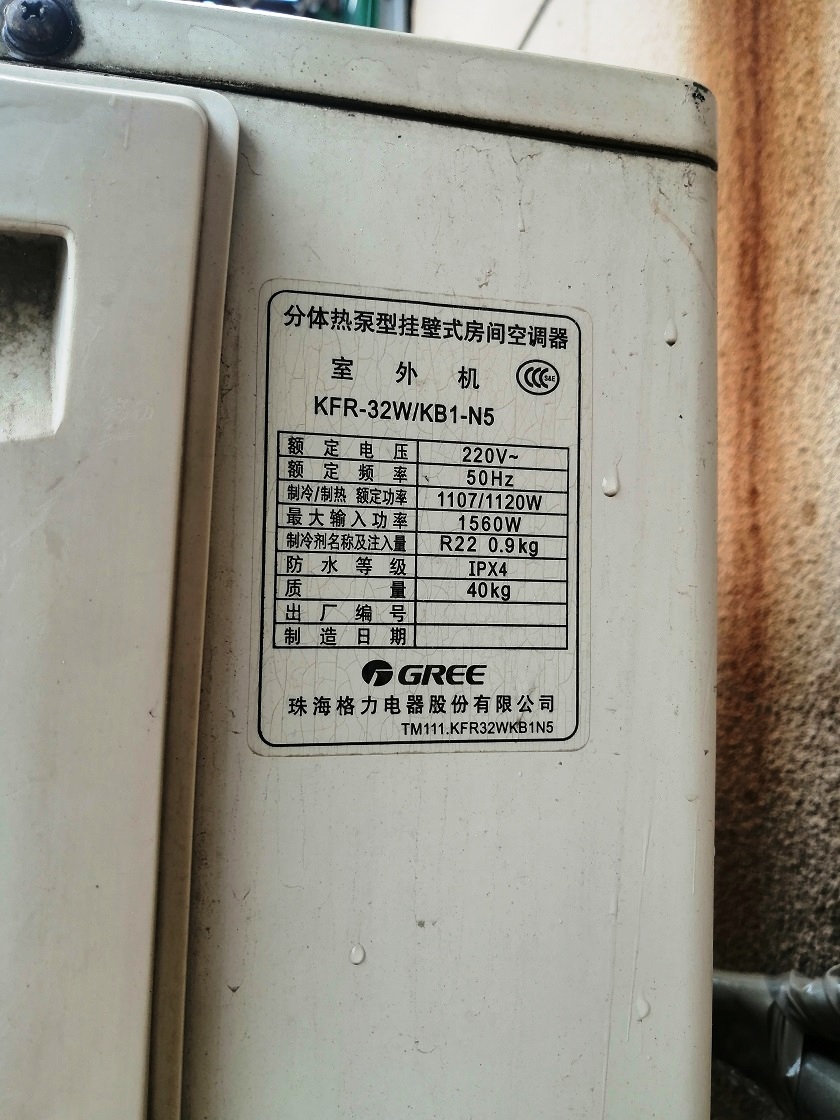 分体热泵型挂壁式房间空调器
室外机 CCC S&E
KFR-32W/KB1-N5
额定电压 220V~
额定频率 50Hz
制冷/制热 额定功率 1107/1120W
最大输入功率 1560W
制冷剂名称及注入量 R22 0.9kg
防水等级 IPX4
质量 40kg
出厂编号
制造日期
GREE
珠海格力电器股份有限公司
TM111.KFR32WKB1N5